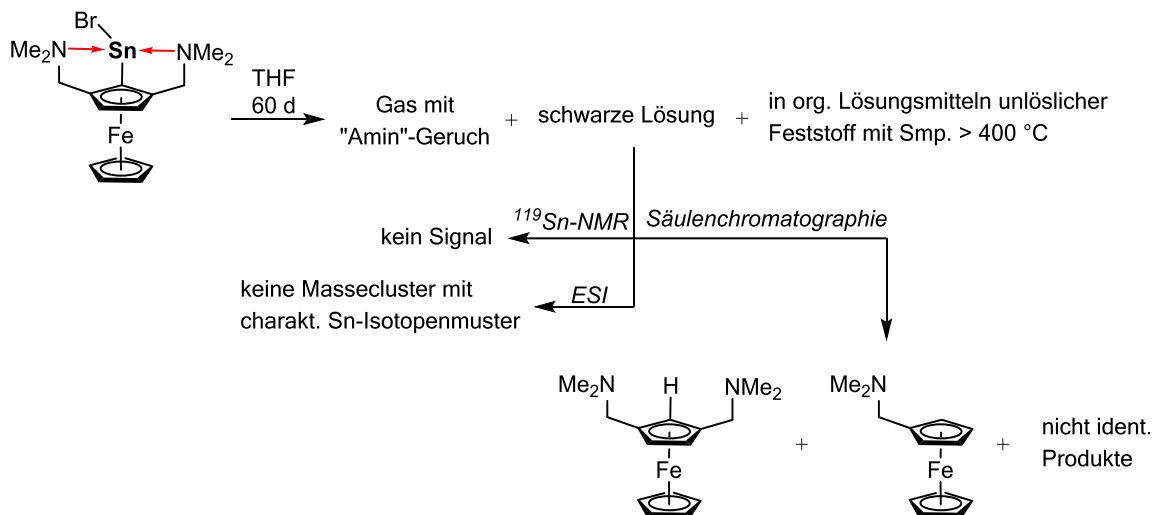 Br
Me₂N Sn NMe₂
Fe
THF
60 d
Gas mit
"Amin"-Geruch
+
schwarze Lösung
+
in org. Lösungsmitteln unlöslicher
Feststoff mit Smp. > 400 °C
¹¹⁹Sn-NMR
Säulenchromatographie
kein Signal
ESI
keine Massecluster mit
charakt. Sn-Isotopenmuster
Me₂N H NMe₂
Fe
+
Me₂N
Fe
+
nicht ident.
Produkte